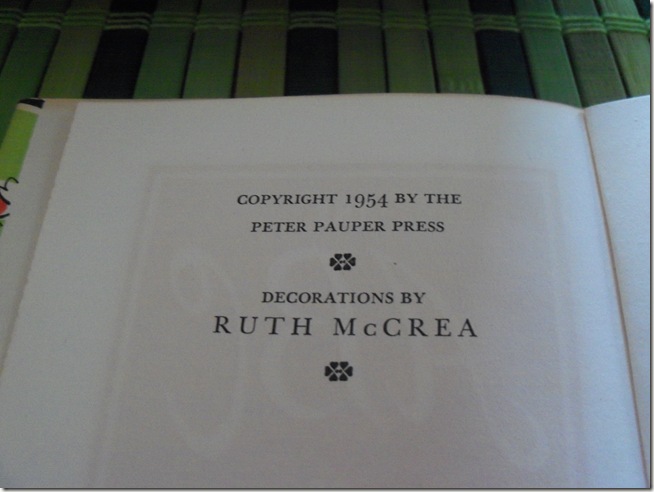 COPYRIGHT 1954 BY THE
PETER PAUPER PRESS
DECORATIONS BY
RUTH McCREA